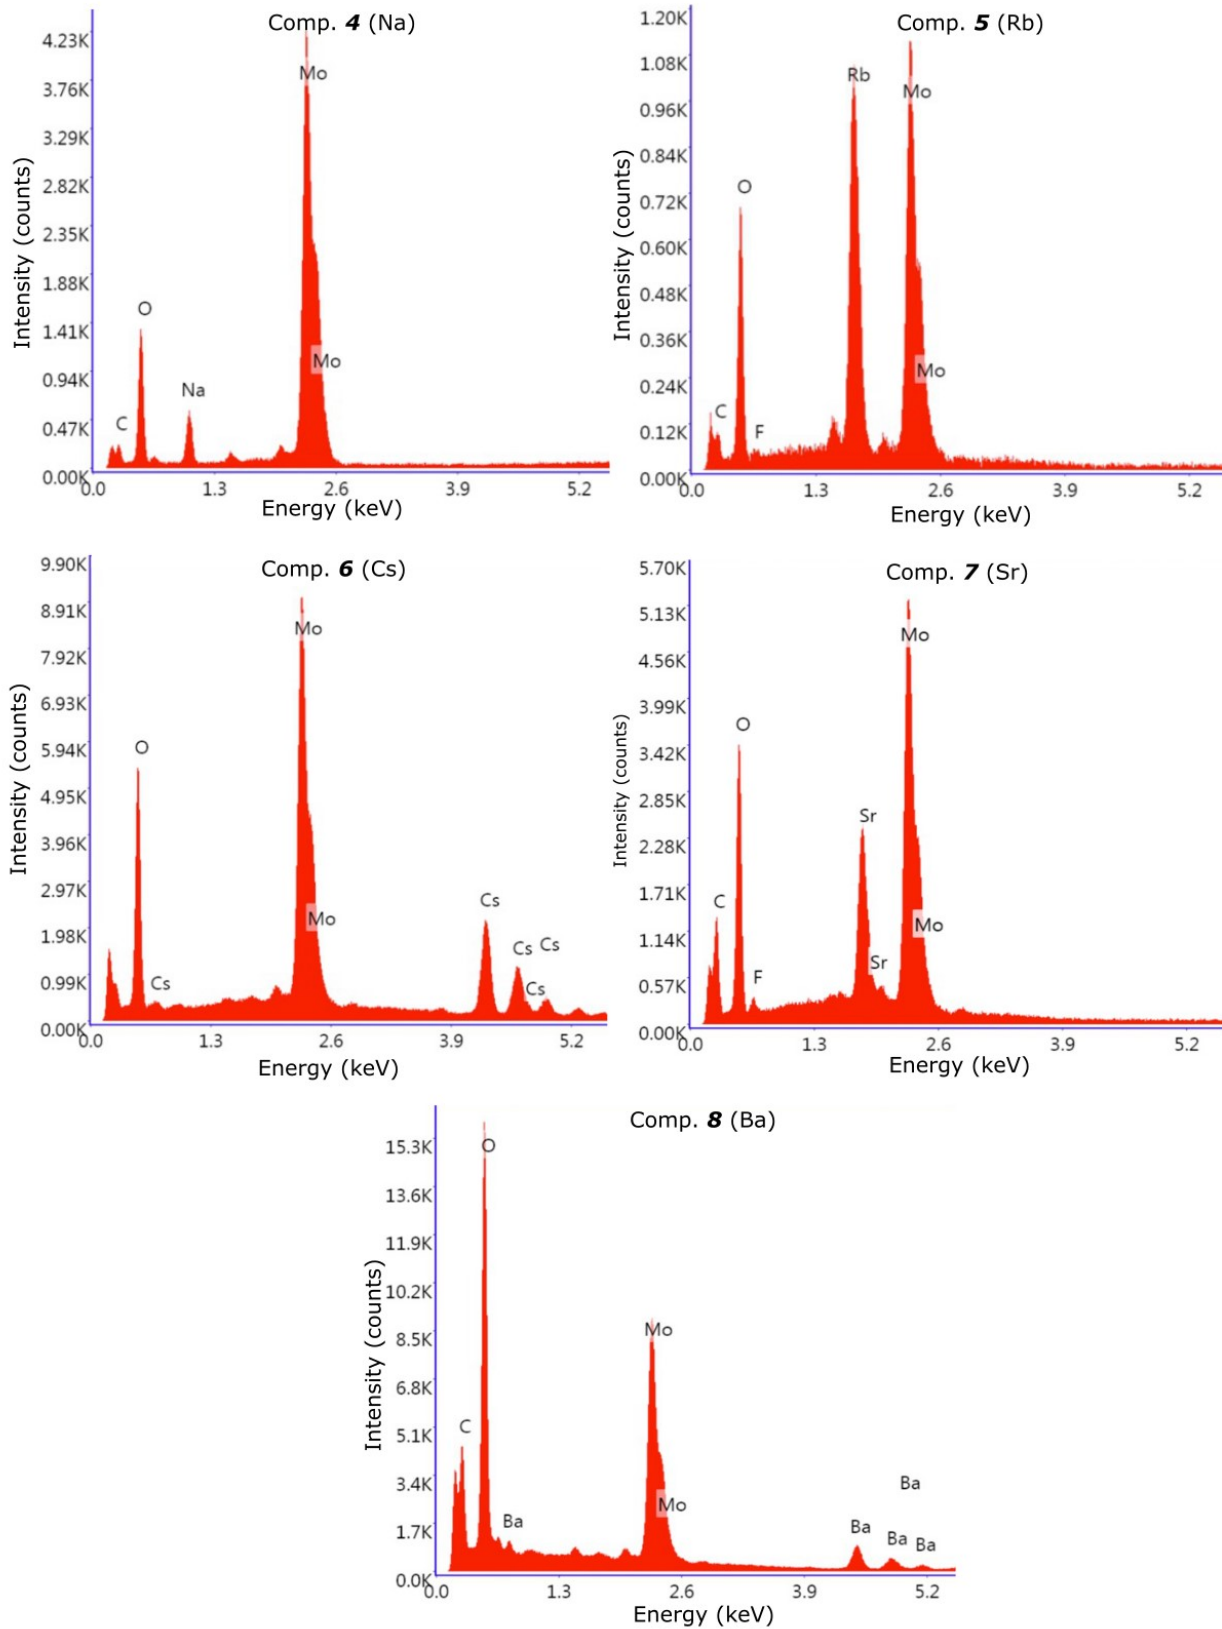 Comp. 4 (Na)
4.23K
3.76K
3.29K
2.82K
2.35K
1.88K
1.41K
0.94K
0.47K
0.00K
Intensity (counts)
Mo
O
Na
Mo
C
0.0 1.3 2.6 3.9 5.2
Energy (keV)
Comp. 5 (Rb)
1.20K
1.08K
0.96K
0.84K
0.72K
0.60K
0.48K
0.36K
0.24K
0.12K
0.00K
Intensity (counts)
Rb
Mo
O
Mo
C
F
0.0 1.3 2.6 3.9 5.2
Energy (keV)
Comp. 6 (Cs)
9.90K
8.91K
7.92K
6.93K
5.94K
4.95K
3.96K
2.97K
1.98K
0.99K
0.00K
Intensity (counts)
Mo
O
Cs
Mo
Cs
Cs
Cs
Cs
0.0 1.3 2.6 3.9 5.2
Energy (keV)
Comp. 7 (Sr)
5.70K
5.13K
4.56K
3.99K
3.42K
2.85K
2.28K
1.71K
1.14K
0.57K
0.00K
Intensity (counts)
Mo
O
Sr
C
Mo
Sr
F
0.0 1.3 2.6 3.9 5.2
Energy (keV)
Comp. 8 (Ba)
15.3K
13.6K
11.9K
10.2K
8.5K
6.8K
5.1K
3.4K
1.7K
0.0K
Intensity (counts)
O
Mo
C
Ba
Mo
Ba
Ba
Ba
Ba
0.0 1.3 2.6 3.9 5.2
Energy (keV)